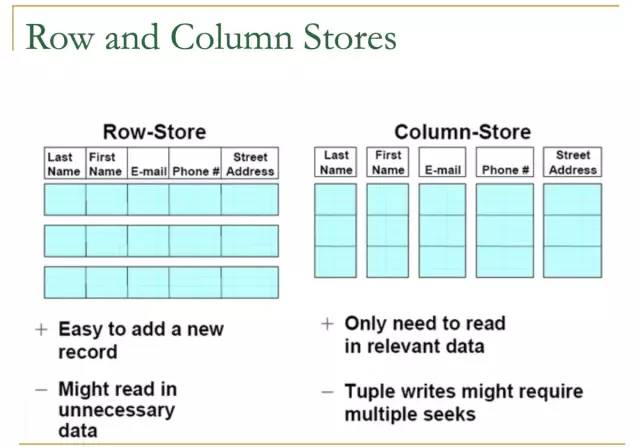 Row and Column Stores
Row-Store
Last Name First Name E-mail Phone # Street Address
+ Easy to add a new
record
− Might read in
unnecessary
data
Column-Store
Last Name First Name E-mail Phone # Street Address
+ Only need to read
in relevant data
− Tuple writes might require
multiple seeks